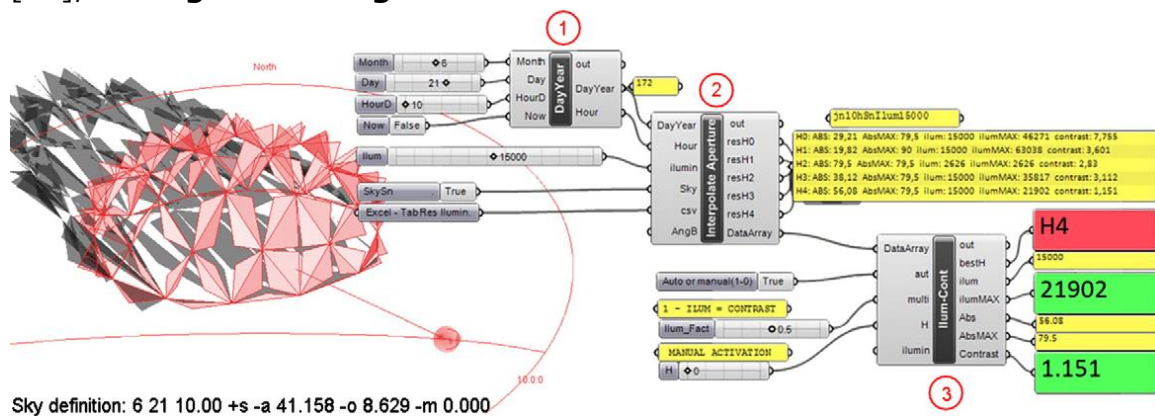 1
North
Month
6
Month
out
Day
21
Day
DayYear
DayYear
172
HourD
10
HourD
Hour
Now
False
Now
2
DayYear
out
Hour
resH0
Ilum
15000
ilumin
resH1
Interpolate Aperture
SkySn
True
Sky
resH2
Excel - TabRes Ilumin.
csv
resH3
AngB
resH4
DataArray
jn10hSnIlum15000
H0: ABS: 29,21 AbsMAX: 79,5 ilum: 15000 ilumMAX: 46271 contrast: 7,755
H1: ABS: 19,82 AbsMAX: 90 ilum: 15000 ilumMAX: 63038 contrast: 3,601
H2: ABS: 79,5 AbsMAX: 79,5 ilum: 2626 ilumMAX: 2626 contrast: 2,83
H3: ABS: 38,12 AbsMAX: 79,5 ilum: 15000 ilumMAX: 35817 contrast: 3,112
H4: ABS: 56,08 AbsMAX: 79,5 ilum: 15000 ilumMAX: 21902 contrast: 1,151
DataArray
out
H4
bestH
Auto or manual(1-0)
True
aut
ilum
15000
1 - ILUM = CONTRAST
multi
ilumMAX
21902
Ilum-Cont
Ilum_Fact
0.5
H
Abs
56.08
MANUAL ACTIVATION
AbsMAX
79.5
H
0
ilumin
Contrast
1.151
3
10.0.0
Sky definition: 6 21 10.00 +s -a 41.158 -o 8.629 -m 0.000